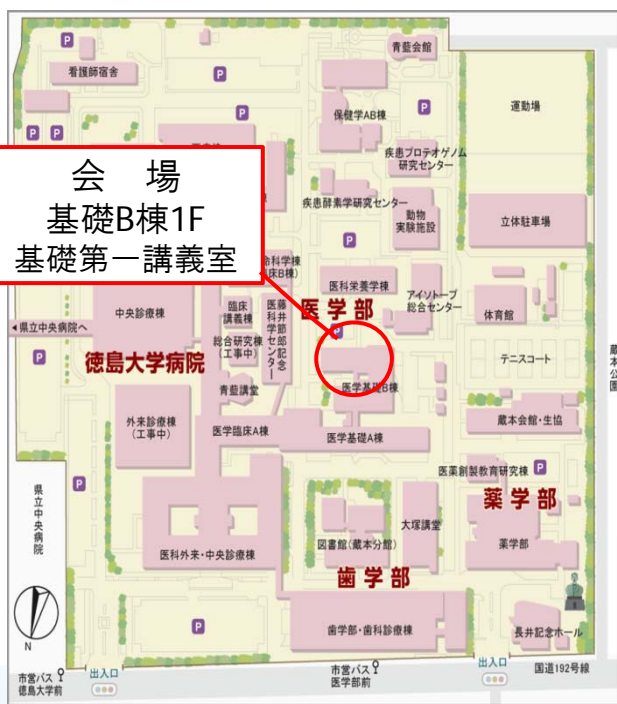 青藍会館
看護師宿舎
保健学AB棟
運動場
疾患プロテオゲノム
研究センター
会 場
基礎B棟1F
基礎第一講義室
疾患酵素学研究センター
動物
実験施設
立体駐車場
医科栄養学棟
アイソトープ
総合センター
医学部
中央診療棟
臨床
講義棟
藤井節郎記念
医科学センター
体育館
◀県立中央病院へ
総合研究棟
(工事中)
徳島大学病院
テニスコート
蔵本公園
青藍講堂
医学基礎B棟
外来診療棟
(工事中)
医学臨床A棟
医学基礎A棟
蔵本会館・生協
医薬創製教育研究棟
県立中央病院
薬学部
大塚講堂
図書館(蔵本分館)
薬学部
医科外来・中央診療棟
歯学部
歯学部・歯科診療棟
長井記念ホール
N
市営バス
徳島大学前
出入口
市営バス
医学部前
出入口
国道192号線
P
P
P
P
P
P
P
P
P
P
P
P